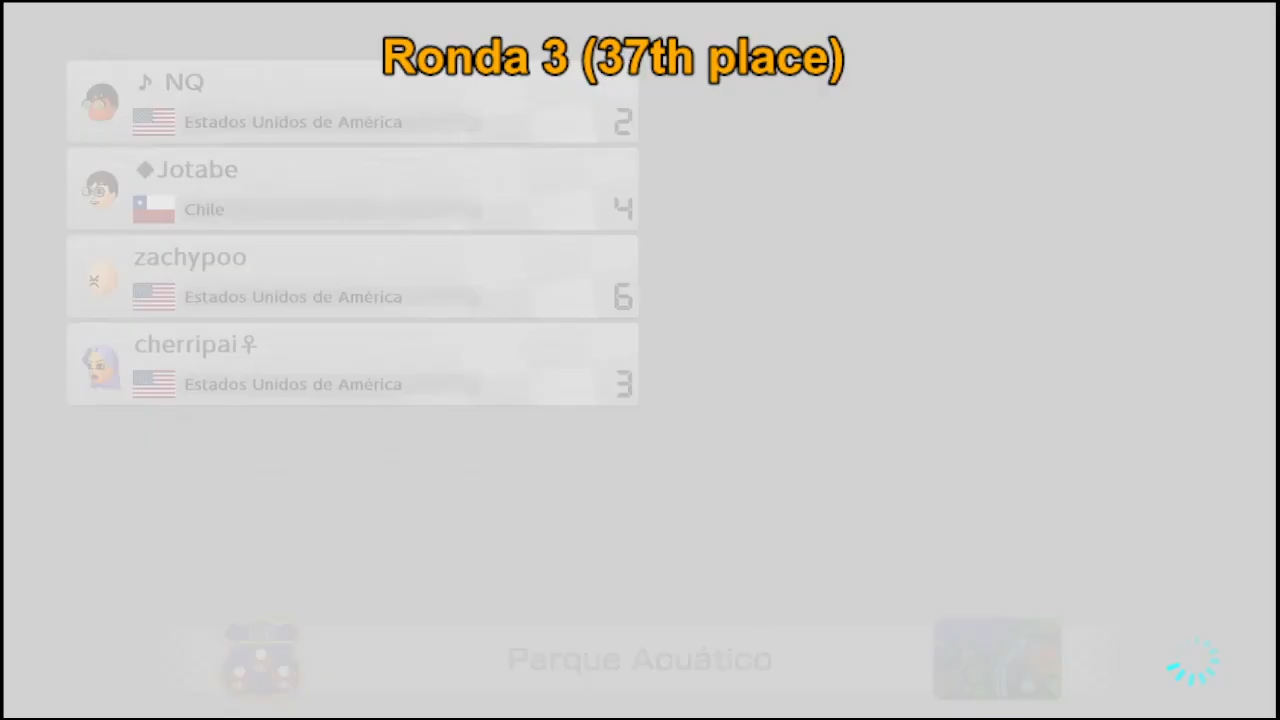 Ronda 3 (37th place)
♪ NQ
Estados Unidos de América
2
◆Jotabe
Chile
4
zachypoo
Estados Unidos de América
6
cherripai♀
Estados Unidos de América
3
Parque Acuático